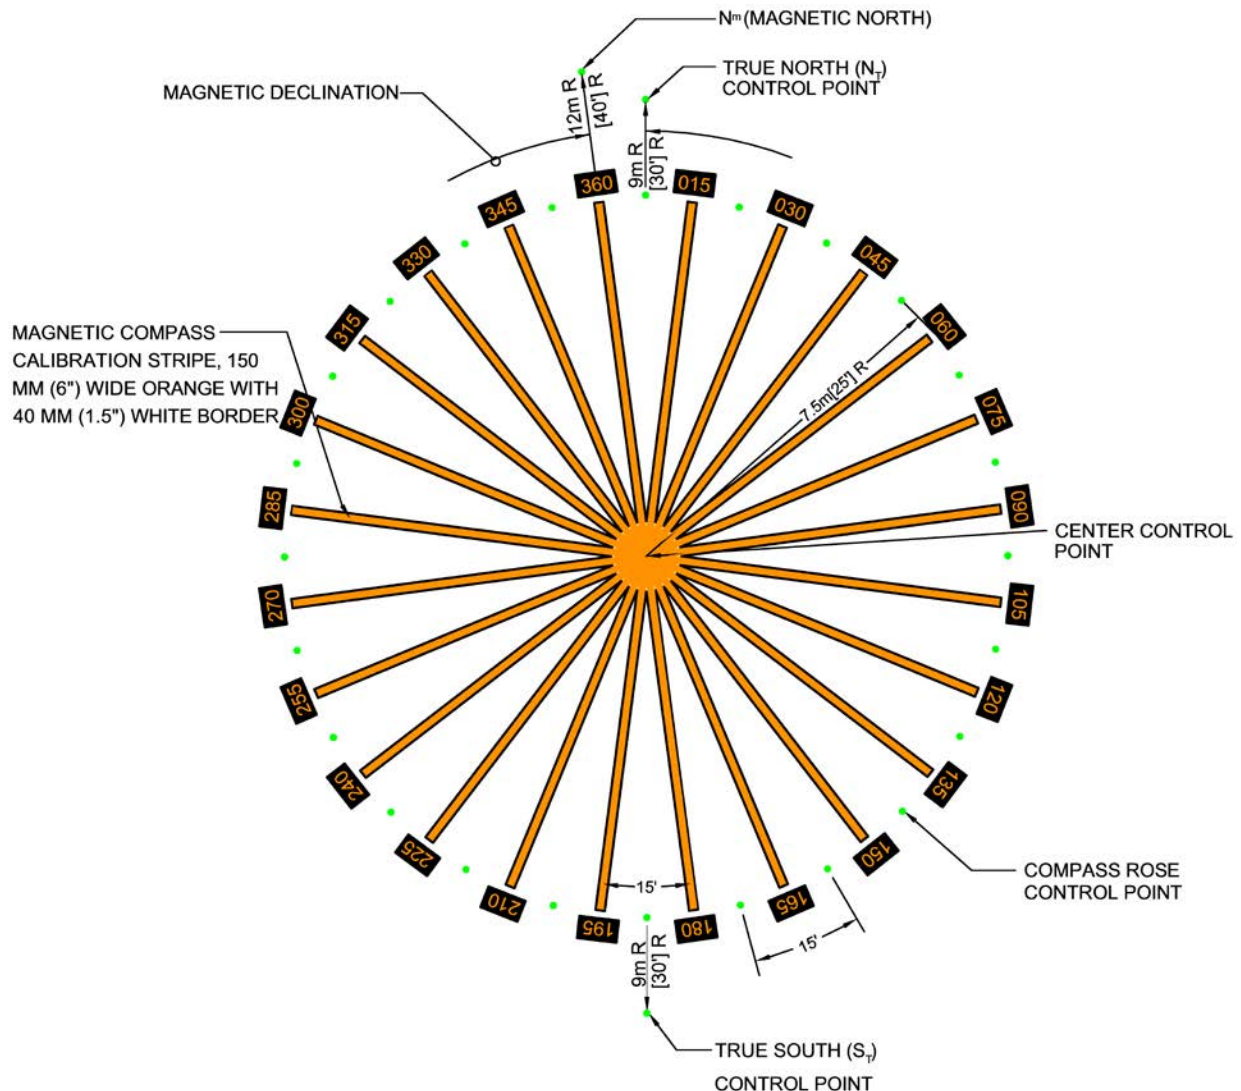 Nᵐ (MAGNETIC NORTH)
TRUE NORTH (N_T)
CONTROL POINT
MAGNETIC DECLINATION
12m R
[40'] R
9m R
[30'] R
360
015
030
045
060
075
090
105
120
135
150
165
180
195
210
225
240
255
270
285
300
315
330
345
MAGNETIC COMPASS
CALIBRATION STRIPE, 150
MM (6") WIDE ORANGE WITH
40 MM (1.5") WHITE BORDER
7.5m[25'] R
CENTER CONTROL
POINT
COMPASS ROSE
CONTROL POINT
15'
15'
9m R
[30'] R
TRUE SOUTH (S_T)
CONTROL POINT